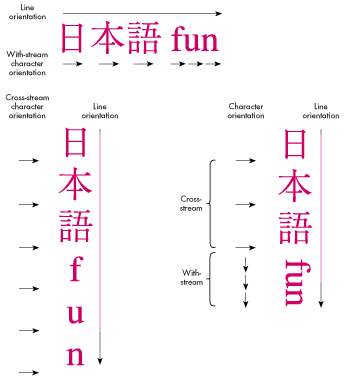 Line
orientation
日本語 fun
With-stream
character
orientation
Cross-stream
character
orientation
Line
orientation
日
本
語
f
u
n
Character
orientation
Line
orientation
Cross-
stream
With-
stream
日
本
語
fun